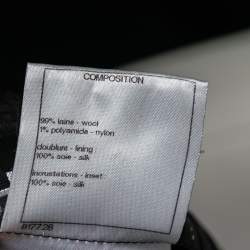 COMPOSITION
99% laine - wool
1% polyamide - nylon
doublure - lining
100% soie - silk
incrustations - inset
100% soie - silk